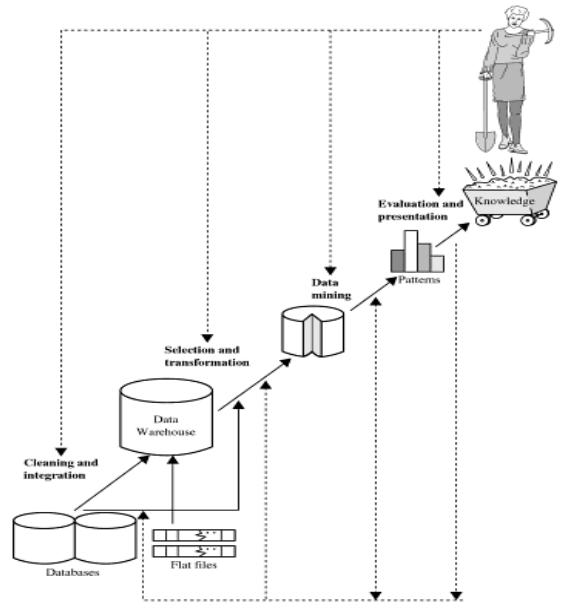 Knowledge
Evaluation and
presentation
Patterns
Data
mining
Selection and
transformation
Data
Warehouse
Cleaning and
integration
Flat files
Databases